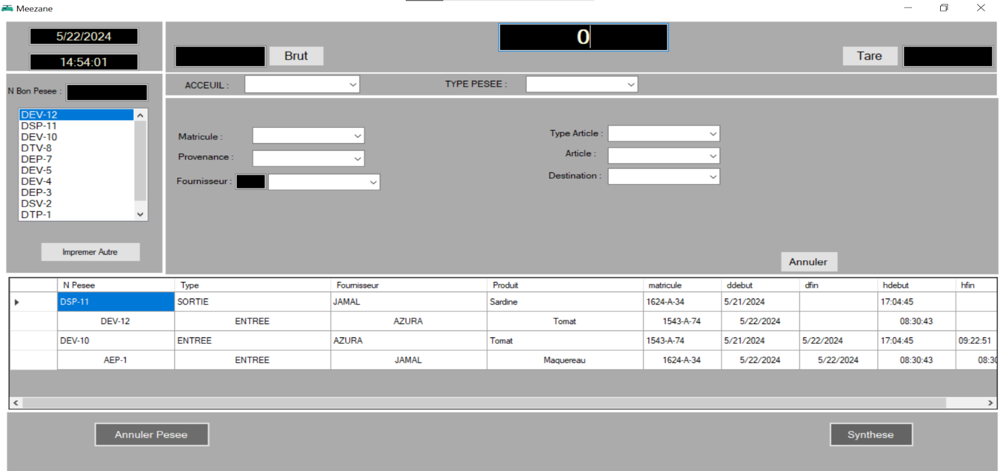 Meezane
5/22/2024
14:54:01
0
Brut
Tare
N Bon Pesee :
ACCEUIL :
TYPE PESEE :
DEV-12
DSP-11
DEV-10
DTV-8
DEP-7
DEV-5
DEV-4
DEP-3
DSV-2
DTP-1
Impremer Autre
Matricule :
Provenance :
Fournisseur :
Type Article :
Article :
Destination :
Annuler
N Pesee Type Fournisseur Produit matricule ddebut dfin hdebut hfin
DSP-11 SORTIE JAMAL Sardine 1624-A-34 5/21/2024 17:04:45
DEV-12 ENTREE AZURA Tomat 1543-A-74 5/22/2024 08:30:43
DEV-10 ENTREE AZURA Tomat 1543-A-74 5/21/2024 5/22/2024 17:04:45 09:22:51
AEP-1 ENTREE JAMAL Maquereau 1624-A-34 5/22/2024 5/22/2024 08:30:43
Annuler Pesee
Synthese